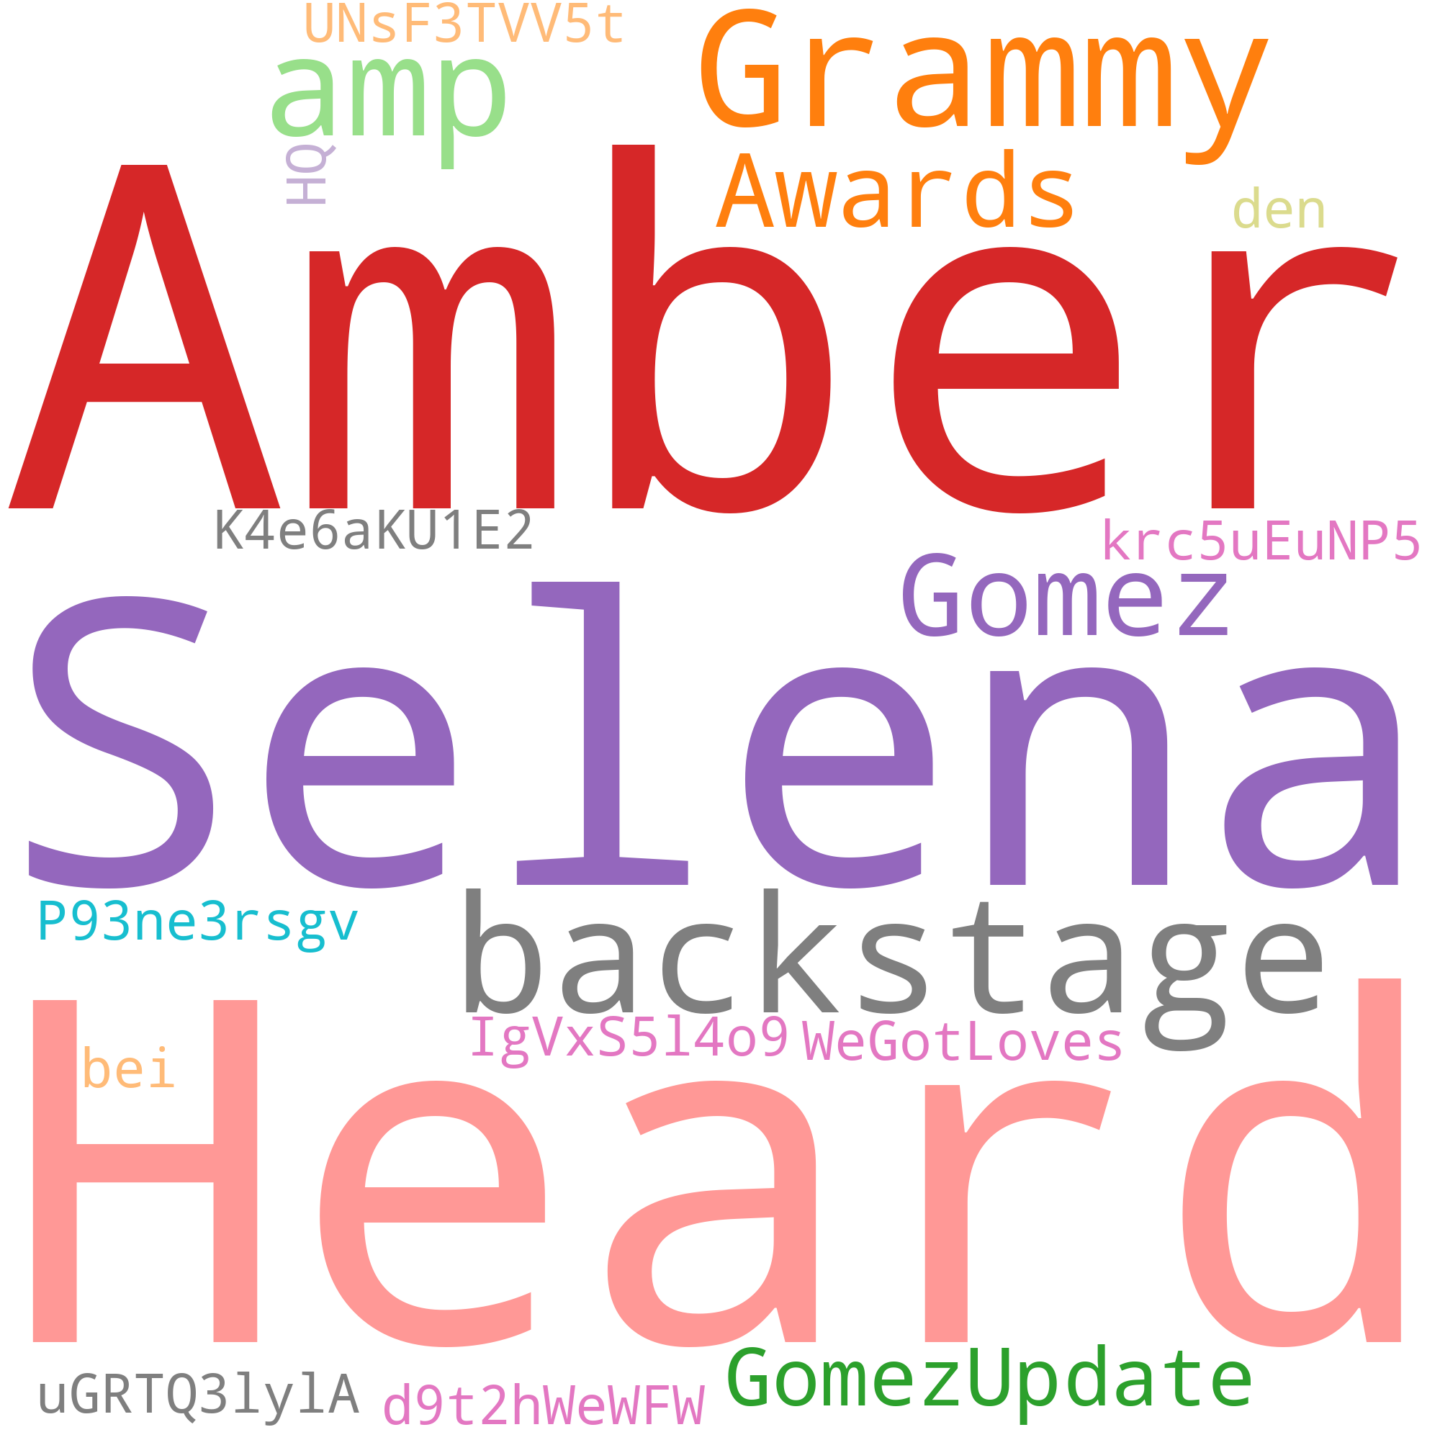 UNsF3TVV5t
amp
Grammy
HQ
Awards
den
Amber
K4e6aKU1E2
krc5uEuNP5
Gomez
Selena
P93ne3rsgv
backstage
IgVxS5l4o9
WeGotLoves
bei
Heard
uGRTQ3lylA
d9t2hWeWFW
GomezUpdate